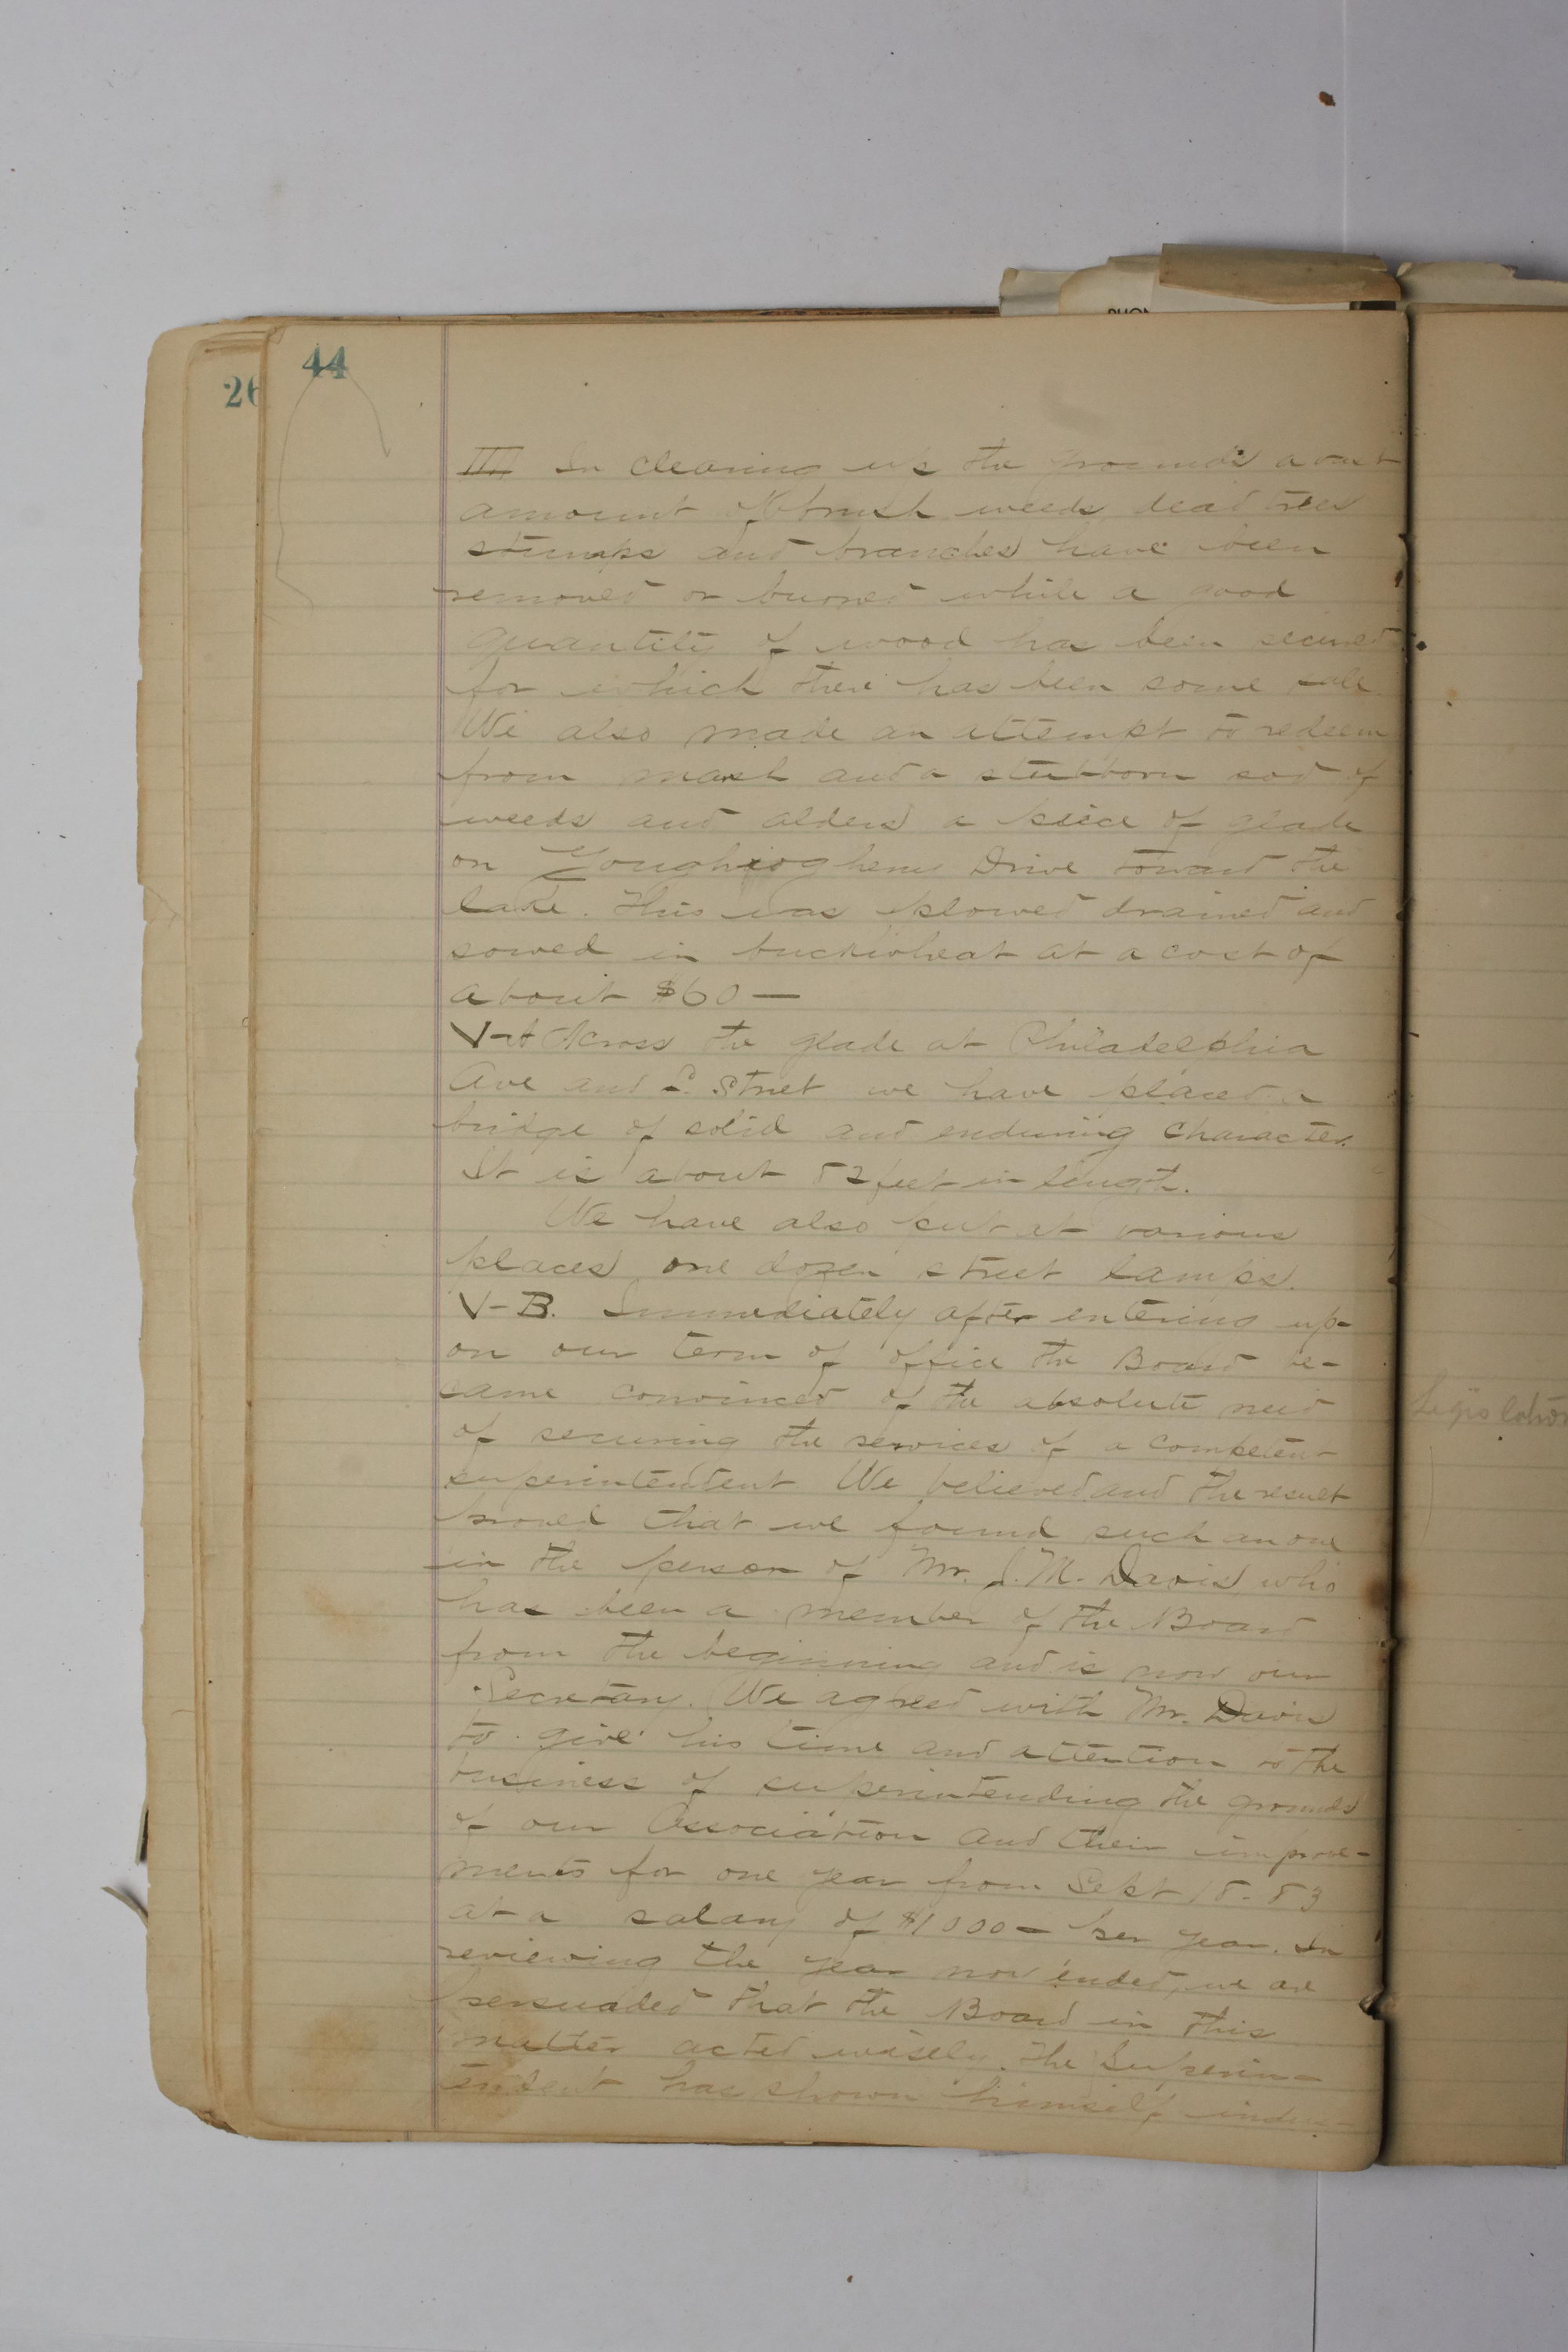 44
26
III In cleaning up the grounds a vast
amount of brush weeds, dead trees
stumps and branches have been
removed or burned while a good
quantity of wood has been secured
for which there has been some sale
We also made an attempt to redeem
from marsh and a stubborn sod of
weeds and alders a piece of glade
on Youghiogheny Drive toward the
lake. This was plowed drained and
sowed in buckwheat at a cost of
about $60 —
V-A Across the glade at Philadelphia
Ave and Street we have placed a
bridge of solid and enduring character.
It is about 52 feet in length.
We have also put at various
places one dozen street lamps.
V-B. Immediately after entering up-
on our term of office the Board be-
came convinced of the absolute need
of securing the services of a competent
superintendent We believed and the result
proved that we found such an one
in the person of Mr. J. M. Davis who
has been a member of the Board
from the beginning and is now our
Secretary. We agreed with Mr. Davis
to give his time and attention to the
business of superintending the grounds
of our Association and their improve-
ments for one year from Sept 15 - 83
at a salary of $1000 — per year. In
reviewing the year now ended, we are
persuaded that the Board in this
matter acted wisely. The Superin-
tendent has shown himself indus-
Legislation